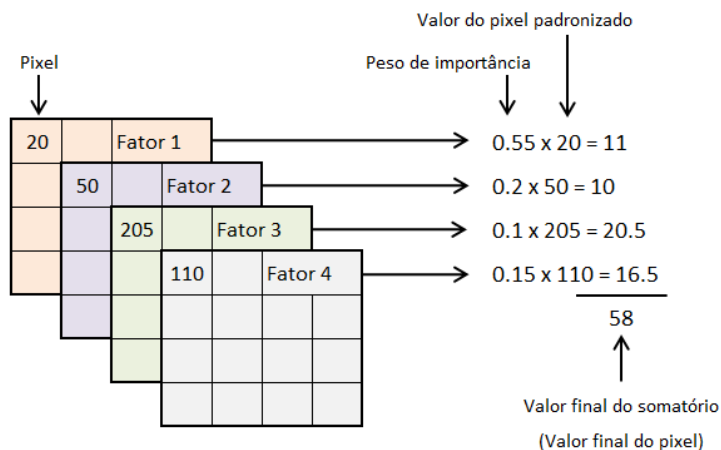 Valor do pixel padronizado
Pixel
Peso de importância
20 Fator 1
0.55 x 20 = 11
50 Fator 2
0.2 x 50 = 10
205 Fator 3
0.1 x 205 = 20.5
110 Fator 4
0.15 x 110 = 16.5
58
Valor final do somatório
(Valor final do pixel)